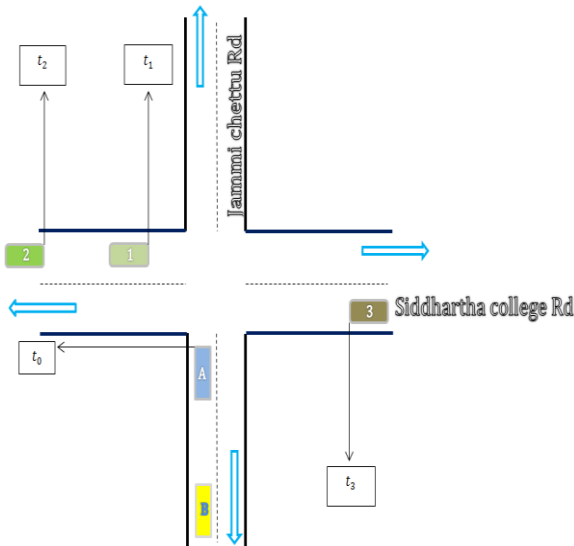 t₂
t₁
Jammi chettu Rd
2
1
3
Siddhartha college Rd
t₀
A
t₃
B